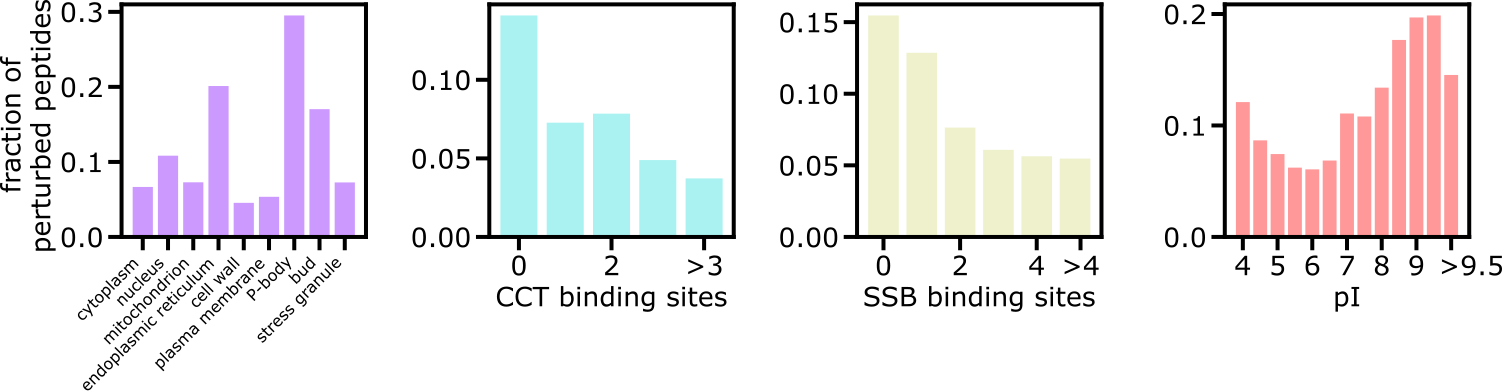 fraction of
perturbed peptides
0.3
0.2
0.1
0.0
cytoplasm
nucleus
mitochondrion
endoplasmic reticulum
cell wall
plasma membrane
P-body
bud
stress granule
0.10
0.05
0.00
0 2 >3
CCT binding sites
0.15
0.10
0.05
0.00
0 2 4 >4
SSB binding sites
0.2
0.1
0.0
4 5 6 7 8 9 >9.5
pI